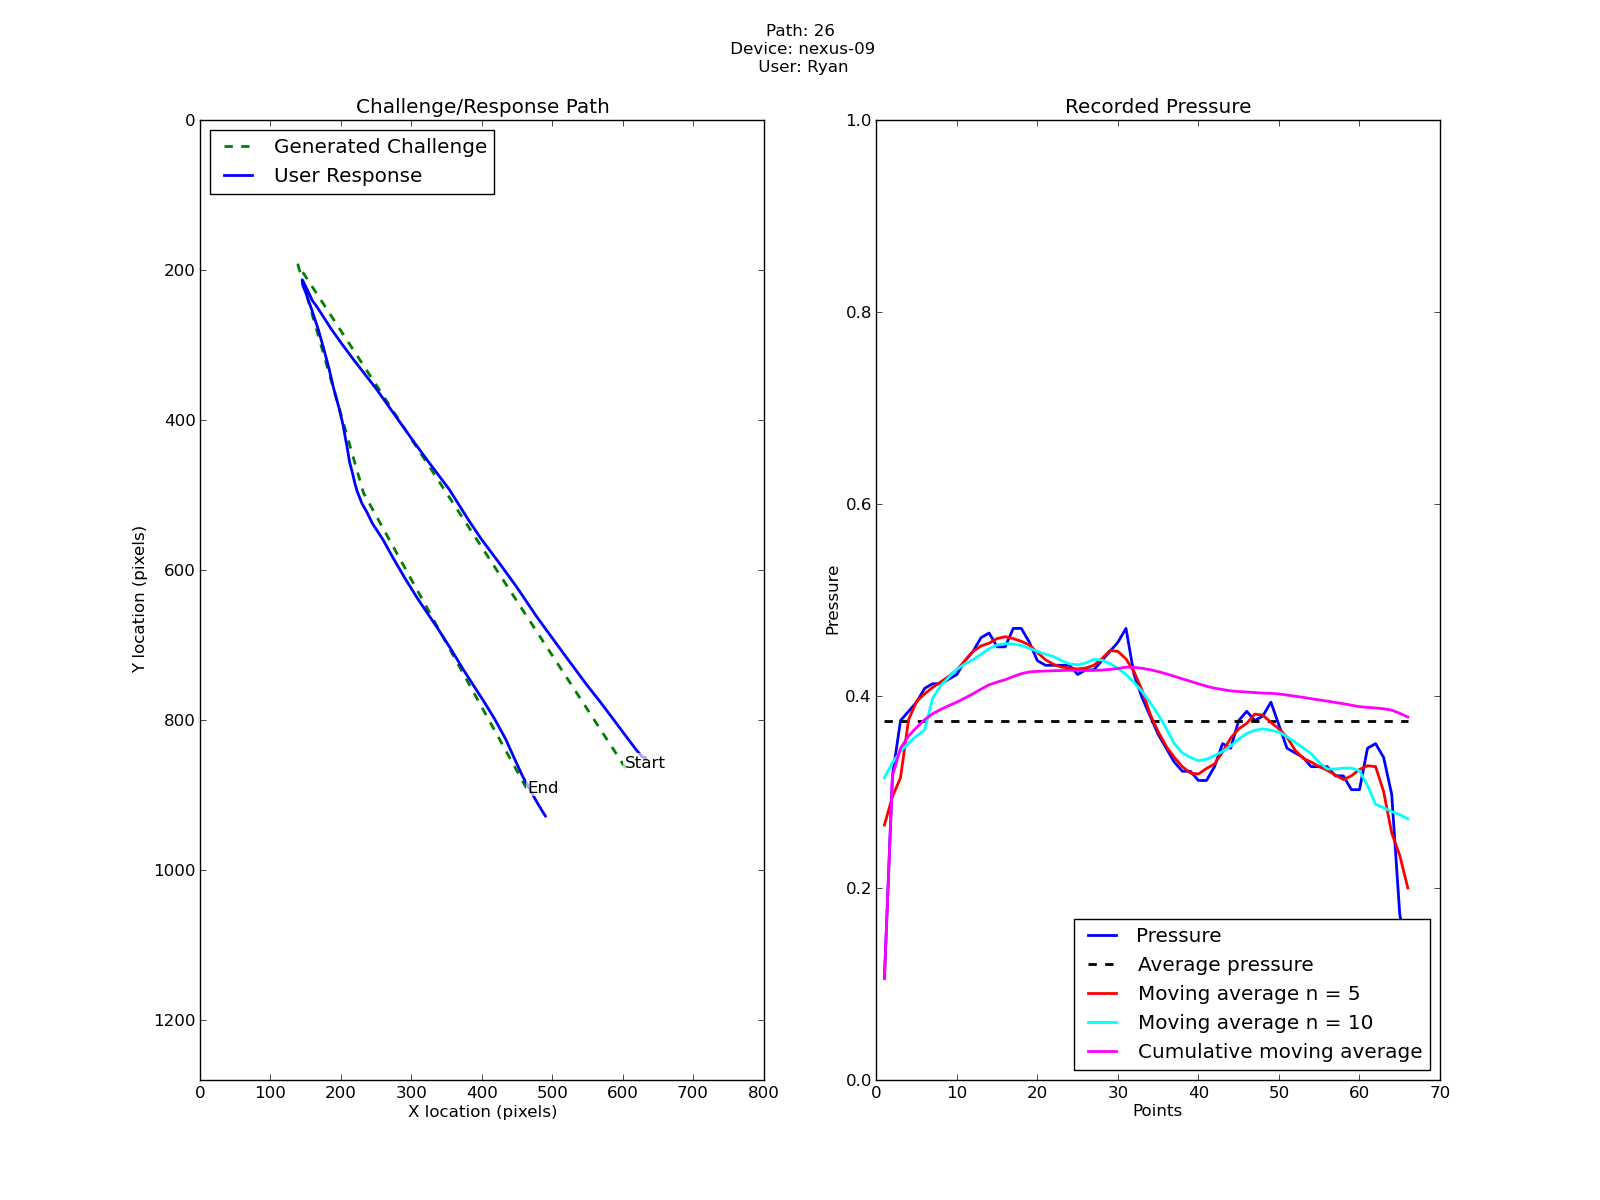 Path: 26
Device: nexus-09
User: Ryan
Challenge/Response Path
Generated Challenge
User Response
0
200
400
600
800
1000
1200
Y location (pixels)
Start
End
0 100 200 300 400 500 600 700 800
X location (pixels)
Recorded Pressure
1.0
0.8
0.6
0.4
0.2
0.0
Pressure
Pressure
Average pressure
Moving average n = 5
Moving average n = 10
Cumulative moving average
0 10 20 30 40 50 60 70
Points